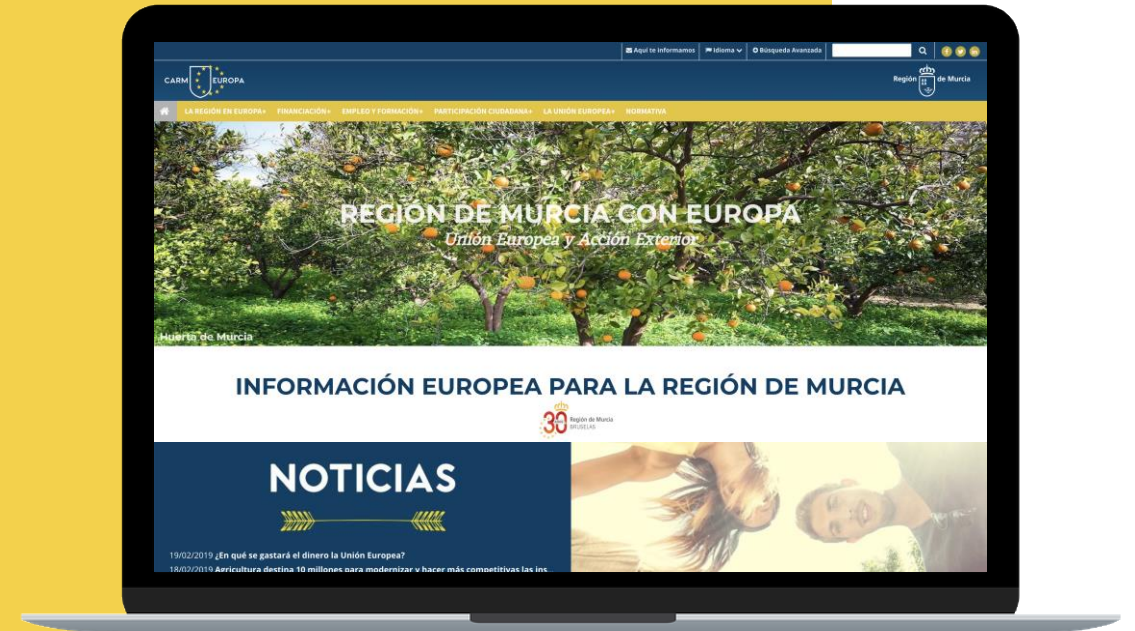 Aquí te informamos Idioma Búsqueda Avanzada
CARM EUROPA
Región de Murcia
LA REGIÓN EN EUROPA+ FINANCIACIÓN+ EMPLEO Y FORMACIÓN+ PARTICIPACIÓN CIUDADANA+ LA UNIÓN EUROPEA+ NORMATIVA
REGIÓN DE MURCIA CON EUROPA
Unión Europea y Acción Exterior
Huerta de Murcia
INFORMACIÓN EUROPEA PARA LA REGIÓN DE MURCIA
30 Región de Murcia
BRUSELAS
NOTICIAS
19/02/2019 ¿En qué se gastará el dinero la Unión Europea?
18/02/2019 Agricultura destina 10 millones para modernizar y hacer más competitivas las ins...